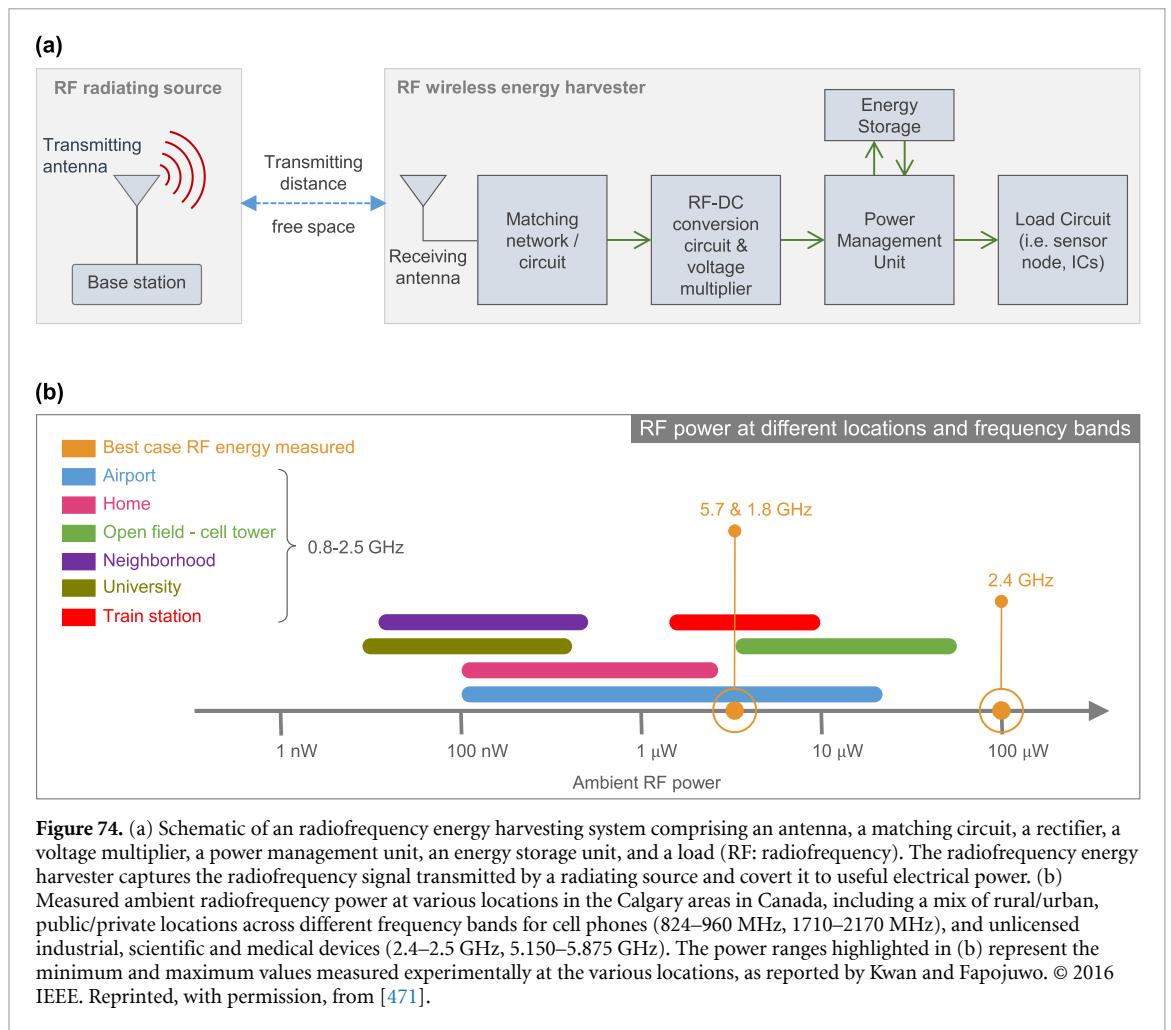 (a)
RF radiating source
Transmitting
antenna
Base station
Transmitting
distance
free space
RF wireless energy harvester
Receiving
antenna
Matching
network /
circuit
RF-DC
conversion
circuit &
voltage
multiplier
Energy
Storage
Power
Management
Unit
Load Circuit
(i.e. sensor
node, ICs)
(b)
RF power at different locations and frequency bands
Best case RF energy measured
Airport
Home
Open field - cell tower
Neighborhood
University
Train station
0.8-2.5 GHz
5.7 & 1.8 GHz
2.4 GHz
1 nW
100 nW
1 μW
10 μW
100 μW
Ambient RF power
Figure 74. (a) Schematic of an radiofrequency energy harvesting system comprising an antenna, a matching circuit, a rectifier, a
voltage multiplier, a power management unit, an energy storage unit, and a load (RF: radiofrequency). The radiofrequency energy
harvester captures the radiofrequency signal transmitted by a radiating source and covert it to useful electrical power. (b)
Measured ambient radiofrequency power at various locations in the Calgary areas in Canada, including a mix of rural/urban,
public/private locations across different frequency bands for cell phones (824–960 MHz, 1710–2170 MHz), and unlicensed
industrial, scientific and medical devices (2.4–2.5 GHz, 5.150–5.875 GHz). The power ranges highlighted in (b) represent the
minimum and maximum values measured experimentally at the various locations, as reported by Kwan and Fapojuwo. © 2016
IEEE. Reprinted, with permission, from [471].